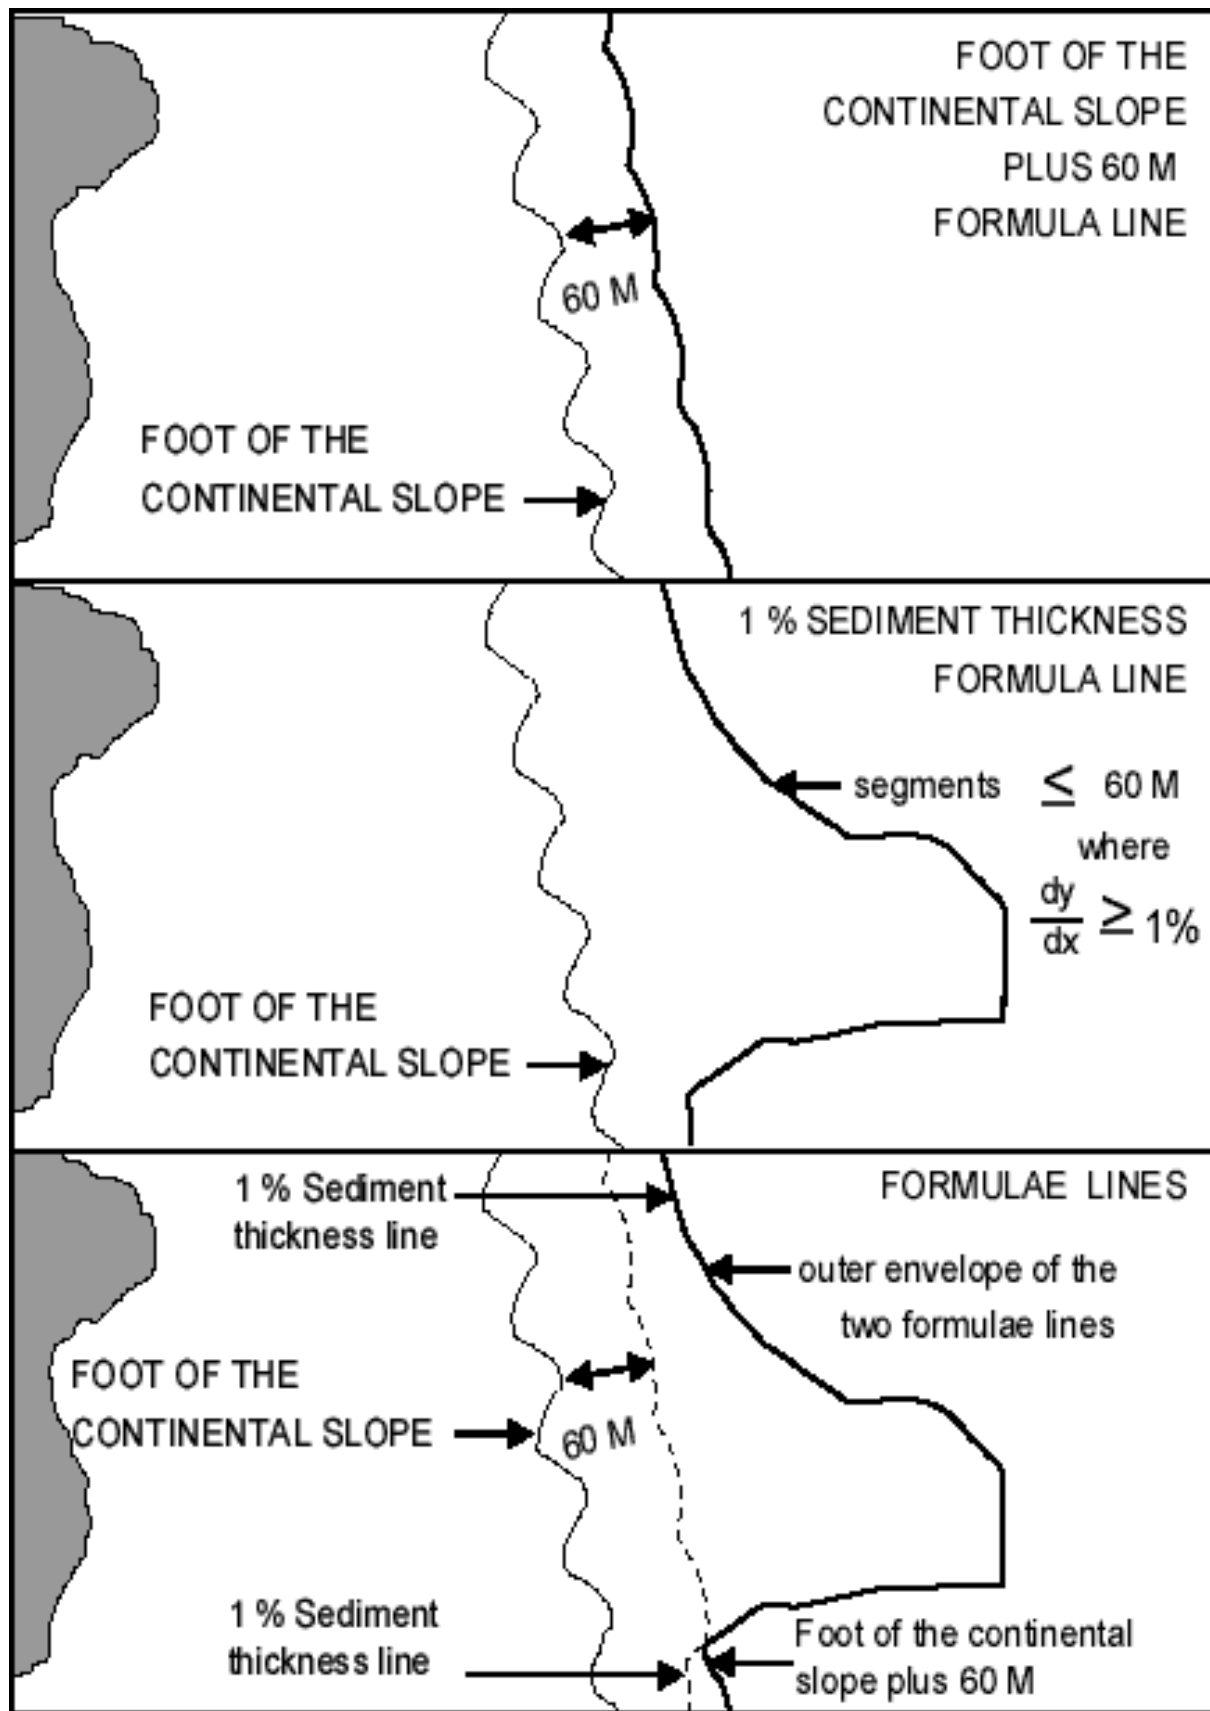 FOOT OF THE
CONTINENTAL SLOPE
PLUS 60 M
FORMULA LINE
60 M
FOOT OF THE
CONTINENTAL SLOPE
1 % SEDIMENT THICKNESS
FORMULA LINE
segments ≤ 60 M
where
dy
dx ≥ 1%
FOOT OF THE
CONTINENTAL SLOPE
1 % Sediment
thickness line
FORMULAE LINES
outer envelope of the
two formulae lines
FOOT OF THE
CONTINENTAL SLOPE
60 M
1 % Sediment
thickness line
Foot of the continental
slope plus 60 M